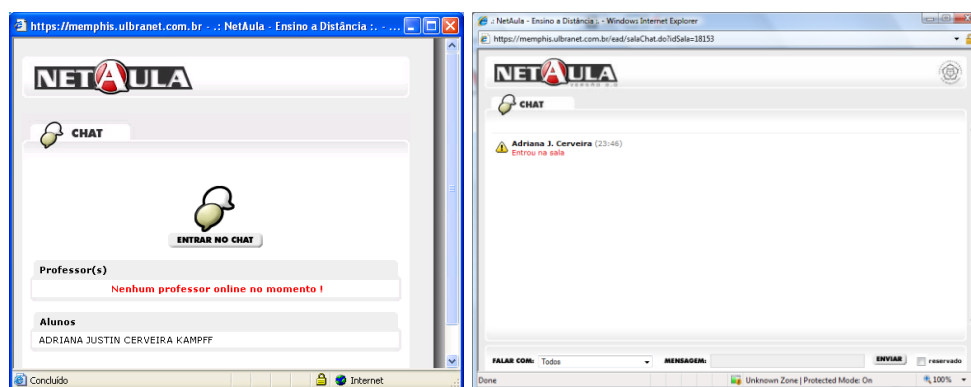 https://memphis.ulbranet.com.br - .: NetAula - Ensino a Distância :. - ...
NETAULA
CHAT
ENTRAR NO CHAT
Professor(s)
Nenhum professor online no momento !
Alunos
ADRIANA JUSTIN CERVEIRA KAMPFF
Concluído
Internet
.: NetAula - Ensino a Distância :. - Windows Internet Explorer
https://memphis.ulbranet.com.br/ead/salaChat.do?idSala=18153
NETAULA
CHAT
Adriana J. Cerveira (23:46)
Entrou na sala
FALAR COM: Todos MENSAGEM: ENVIAR reservado
Done Unknown Zone | Protected Mode: On 100%